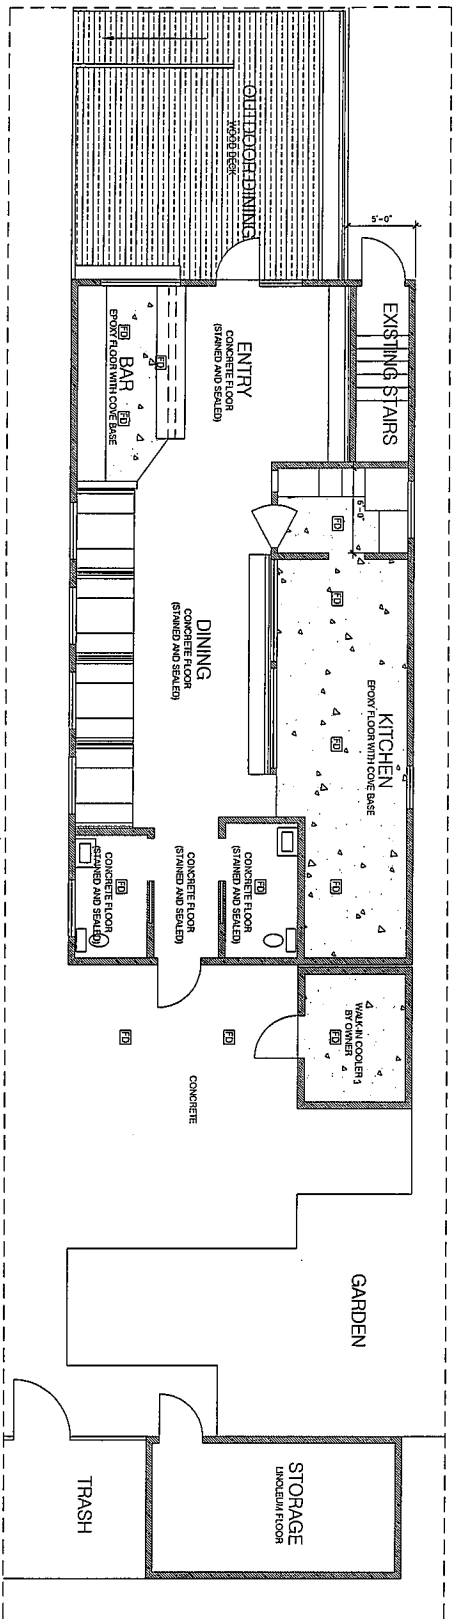 OUTDOOR DINING
WOOD DECK
5'-0"
EXISTING STAIRS
ENTRY
CONCRETE FLOOR
(STAINED AND SEALED)
FD
FD
FD
BAR
EPOXY FLOOR WITH COVE BASE
6'-0"
FD
FD
KITCHEN
EPOXY FLOOR WITH COVE BASE
FD
FD
DINING
CONCRETE FLOOR
(STAINED AND SEALED)
CONCRETE FLOOR
(STAINED AND SEALED)
FD
CONCRETE FLOOR
(STAINED AND SEALED)
CONCRETE FLOOR
(STAINED AND SEALED)
FD
WALK-IN COOLER 1
BY OWNER
FD
FD
FD
CONCRETE
GARDEN
STORAGE
LINOLEUM FLOOR
TRASH